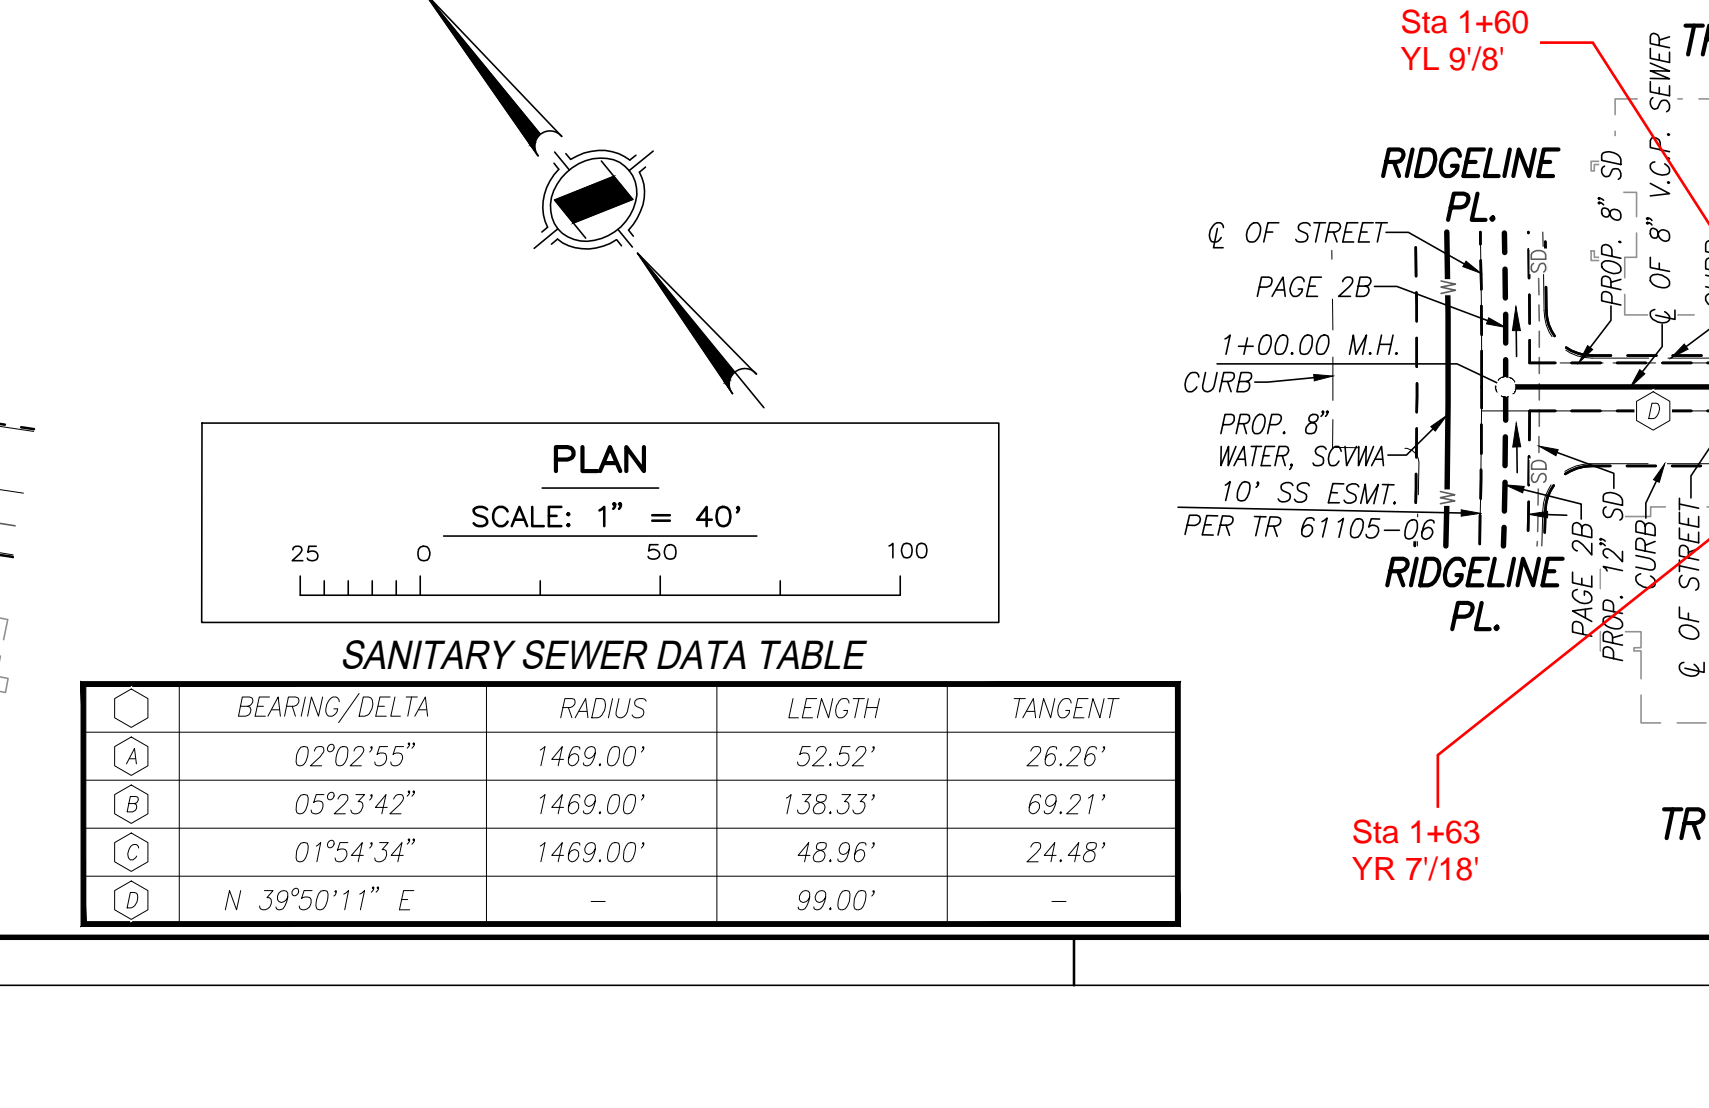 Sta 1+60
YL 9'/8'
RIDGELINE
PL.
℄ OF STREET
PAGE 2B
1+00.00 M.H.
CURB
PROP. 8"
WATER, SCVWA
10' SS ESMT.
PER TR 61105-06
RIDGELINE
PL.
W
W
SD
SD
PROP. 8" SD
℄ OF 8" V.C.P. SEWER
D
PAGE 2B
PROP. 12" SD
CURB
℄ OF STREET
Sta 1+63
YR 7'/18'
TR
PLAN
SCALE: 1" = 40'
25 0 50 100
SANITARY SEWER DATA TABLE
BEARING/DELTA RADIUS LENGTH TANGENT
A 02°02'55" 1469.00' 52.52' 26.26'
B 05°23'42" 1469.00' 138.33' 69.21'
C 01°54'34" 1469.00' 48.96' 24.48'
D N 39°50'11" E – 99.00' –